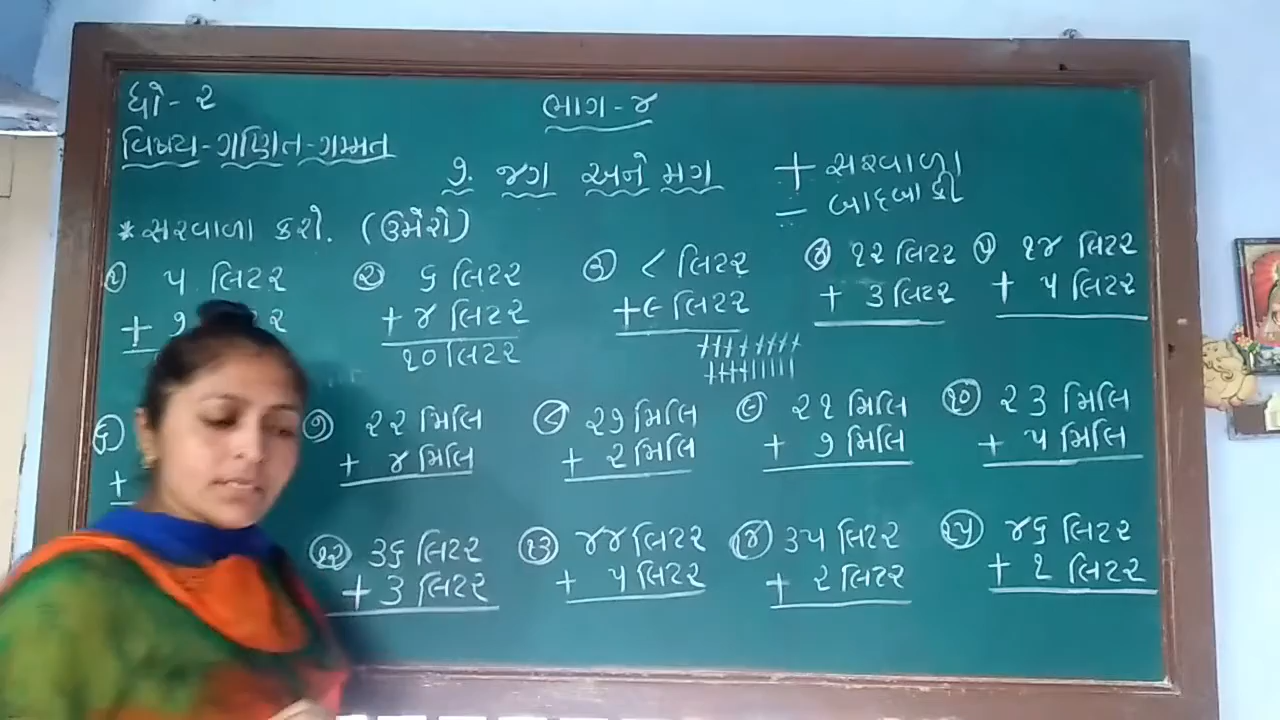 ધો - ૨
ભાગ - ૪
વિષય - ગણિત - ગમ્મત
૭. જગ અને મગ
+ સરવાળા
- બાદબાકી
* સરવાળા કરો. (ઉમેરો)
૧ ૫ લિટર
+ ૭
૨ ૬ લિટર
+ ૪ લિટર
૧૦ લિટર
૩ ૮ લિટર
+ ૯ લિટર
૪ ૧૨ લિટર
+ ૩ લિટર
૫ ૧૪ લિટર
+ ૫ લિટર
૬
+
૭ ૨૨ મિલિ
+ ૪ મિલિ
૮ ૨૭ મિલિ
+ ૨ મિલિ
૯ ૨૧ મિલિ
+ ૭ મિલિ
૧૦ ૨૩ મિલિ
+ ૫ મિલિ
૧૨ ૩૬ લિટર
+ ૩ લિટર
૧૩ ૪૪ લિટર
+ ૫ લિટર
૧૪ ૩૫ લિટર
+ ૨ લિટર
૧૫ ૪૬ લિટર
+ ૧ લિટર